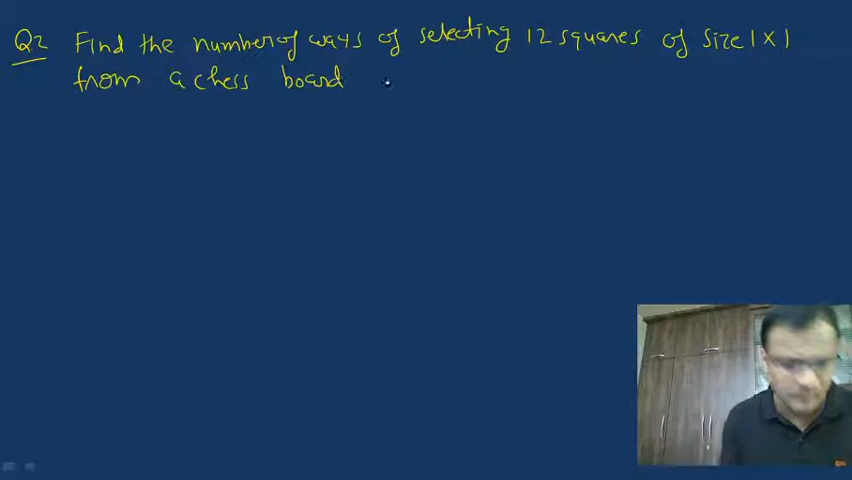 Q2 Find the number of ways of selecting 12 squares of size 1 × 1
from a chess board